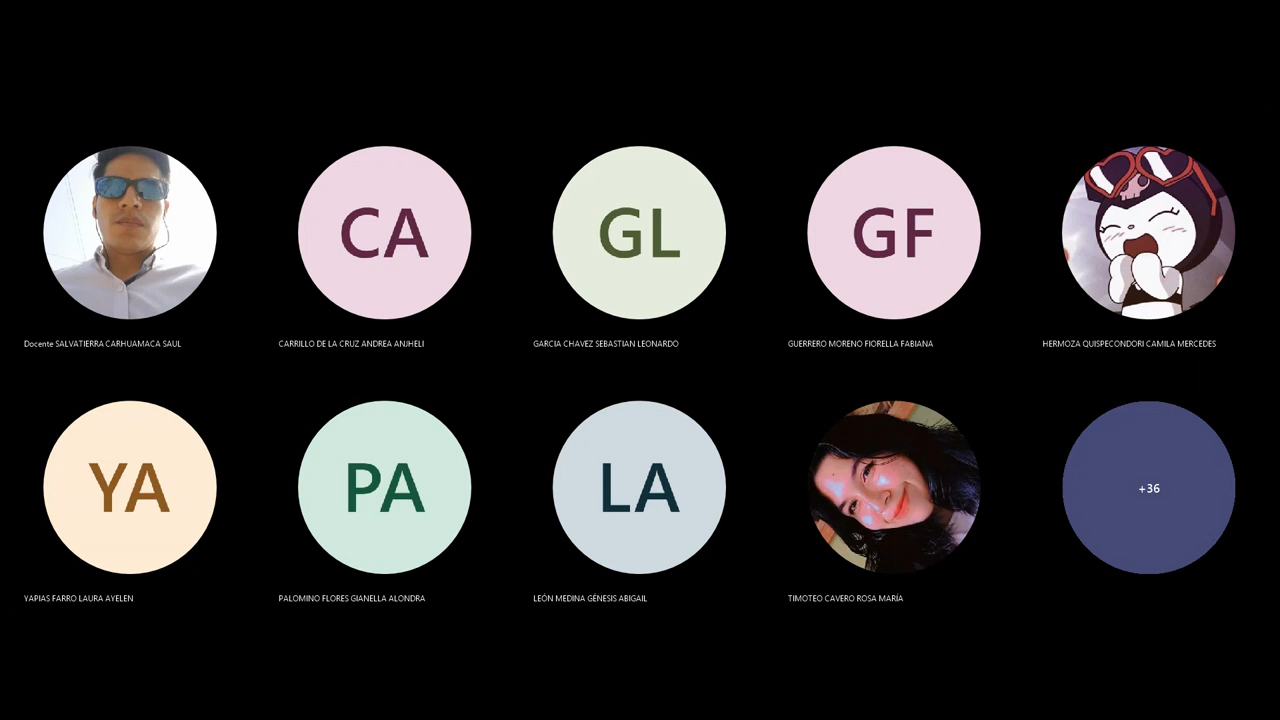 CA
GL
GF
Docente SALVATIERRA CARHUAMACA SAUL
CARRILLO DE LA CRUZ ANDREA ANJHELI
GARCIA CHAVEZ SEBASTIAN LEONARDO
GUERRERO MORENO FIORELLA FABIANA
HERMOZA QUISPECONDORI CAMILA MERCEDES
YA
PA
LA
+36
YAPIAS FARRO LAURA AYELEN
PALOMINO FLORES GIANELLA ALONDRA
LEÓN MEDINA GÉNESIS ABIGAIL
TIMOTEO CAVERO ROSA MARÍA